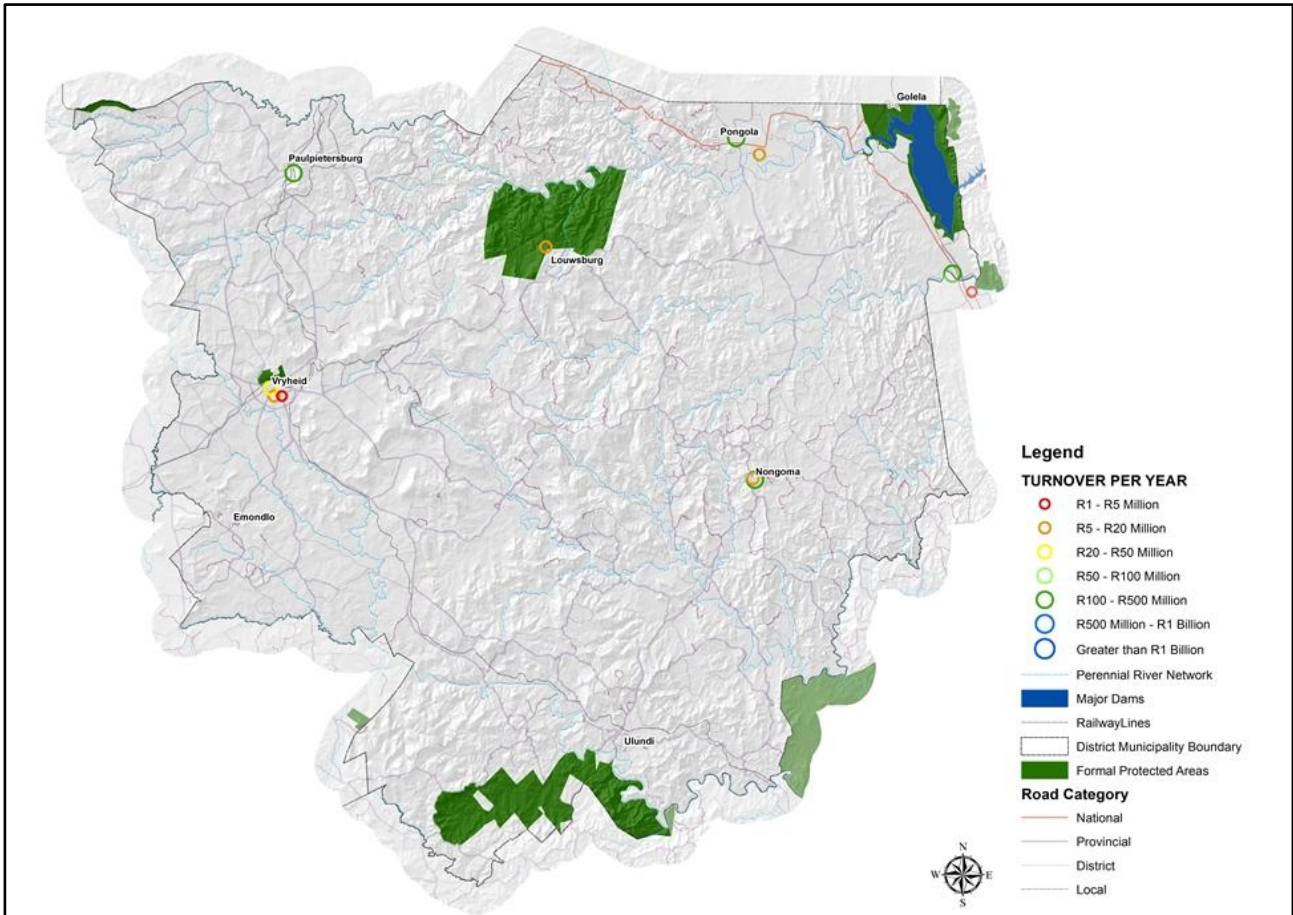 Golela
Pongola
Paulpietersburg
Louwsburg
Vryheid
Nongoma
Emondlo
Ulundi
Legend
TURNOVER PER YEAR
R1 - R5 Million
R5 - R20 Million
R20 - R50 Million
R50 - R100 Million
R100 - R500 Million
R500 Million - R1 Billion
Greater than R1 Billion
Perennial River Network
Major Dams
RailwayLines
District Municipality Boundary
Formal Protected Areas
Road Category
National
Provincial
District
Local
N
W E
S